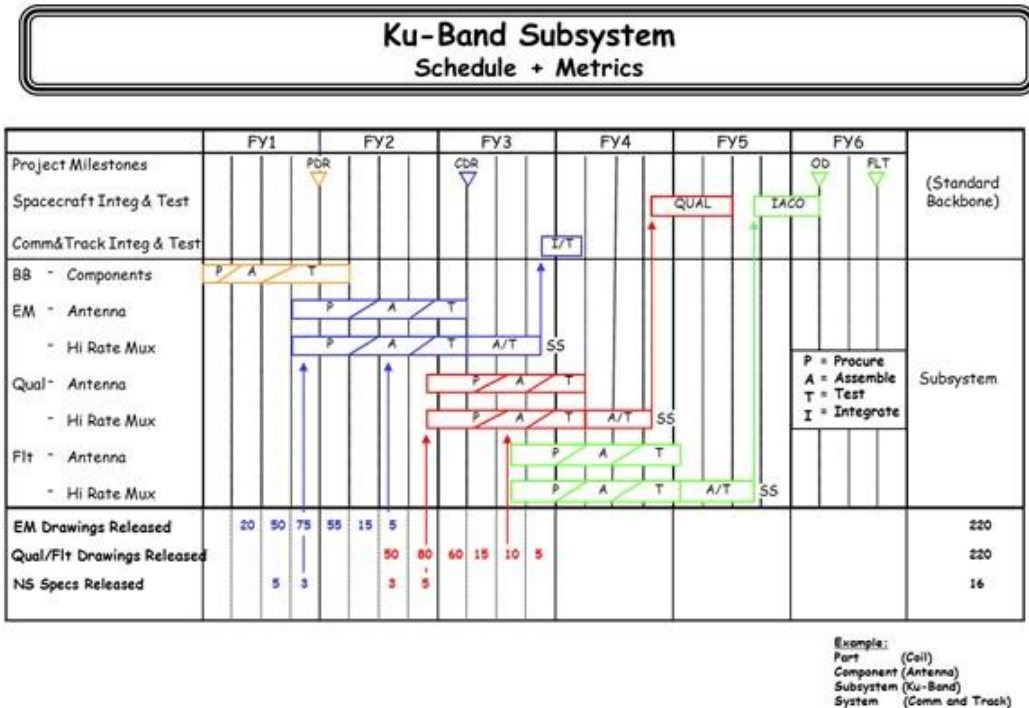 Ku-Band Subsystem
Schedule + Metrics
FY1 FY2 FY3 FY4 FY5 FY6
Project Milestones PDR CDR OD FLT
(Standard Backbone)
Spacecraft Integ & Test QUAL IACO
Comm&Track Integ & Test I/T
BB - Components P A T
EM - Antenna P A T
- Hi Rate Mux P A T A/T SS
P = Procure
A = Assemble
T = Test
I = Integrate
Subsystem
Qual - Antenna P A T
- Hi Rate Mux P A T A/T SS
Flt - Antenna P A T
- Hi Rate Mux P A T A/T SS
EM Drawings Released 20 50 75 55 15 5 220
Qual/Flt Drawings Released 50 80 60 15 10 5 220
NS Specs Released 5 3 3 5 16
Example:
Part (Coil)
Component (Antenna)
Subsystem (Ku-Band)
System (Comm and Track)